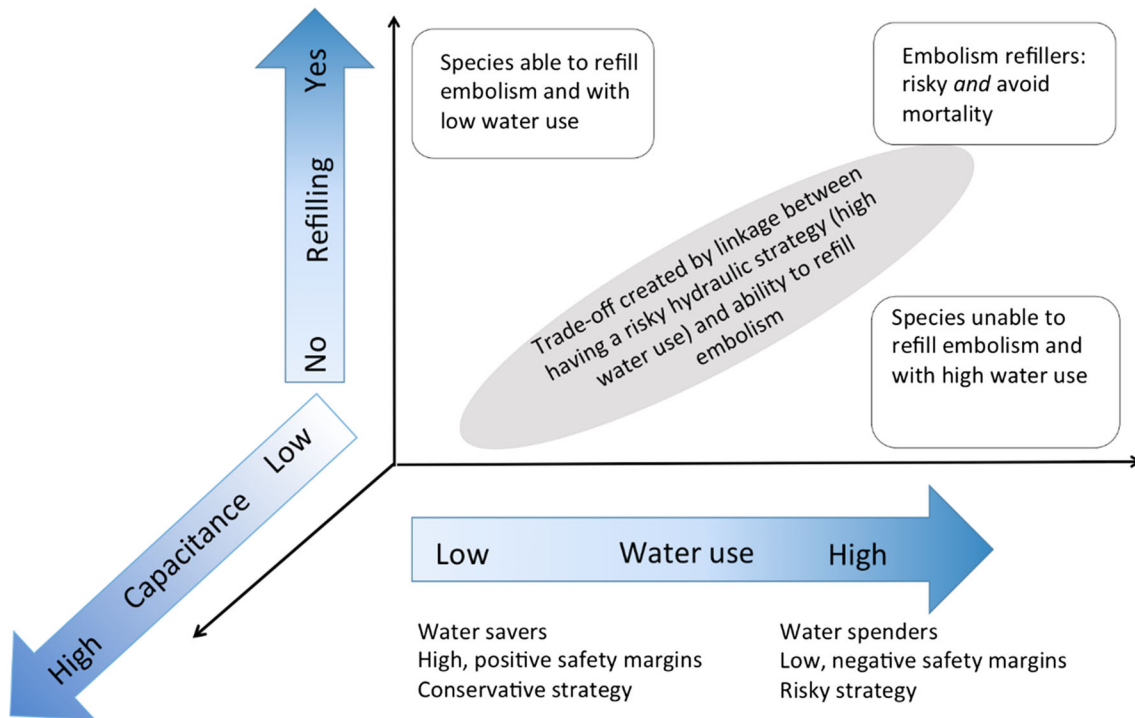 Yes
Refilling
No
Species able to refill
embolism and with
low water use
Embolism refillers:
risky and avoid
mortality
Trade-off created by linkage between
having a risky hydraulic strategy (high
water use) and ability to refill
embolism
Species unable to
refill embolism and
with high water use
High Capacitance Low
Low Water use High
Water savers
High, positive safety margins
Conservative strategy
Water spenders
Low, negative safety margins
Risky strategy